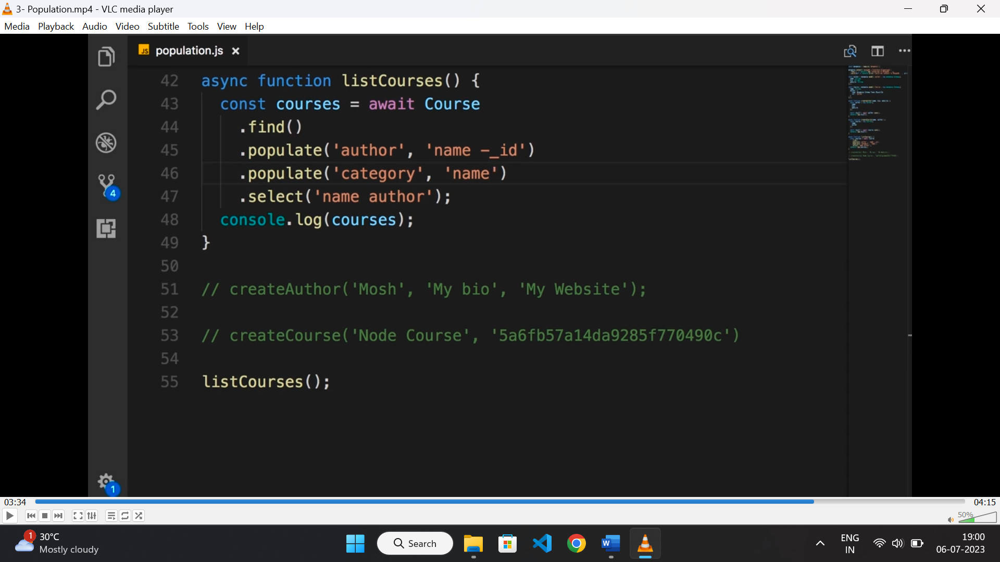 3- Population.mp4 - VLC media player
Media Playback Audio Video Subtitle Tools View Help
JS population.js
42 async function listCourses() {
43 const courses = await Course
44 .find()
45 .populate('author', 'name -_id')
46 .populate('category', 'name')
47 .select('name author');
48 console.log(courses);
49 }
50
51 // createAuthor('Mosh', 'My bio', 'My Website');
52
53 // createCourse('Node Course', '5a6fb57a14da9285f770490c')
54
55 listCourses();
4
1
03:34
04:15
50%
1
30°C
Mostly cloudy
Search
W
ENG
IN
19:00
06-07-2023